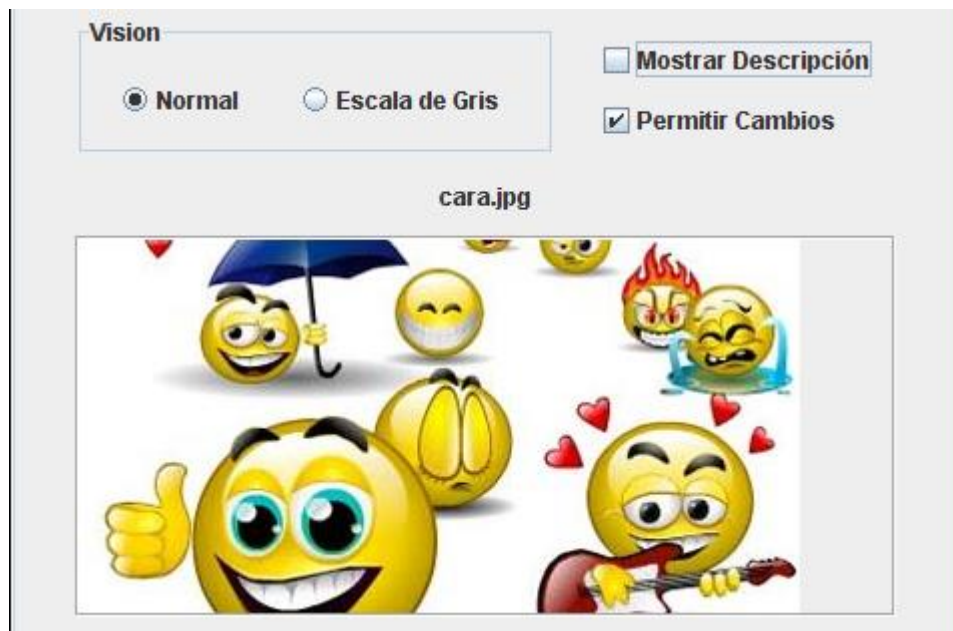 Vision
Normal
Escala de Gris
Mostrar Descripción
Permitir Cambios
cara.jpg